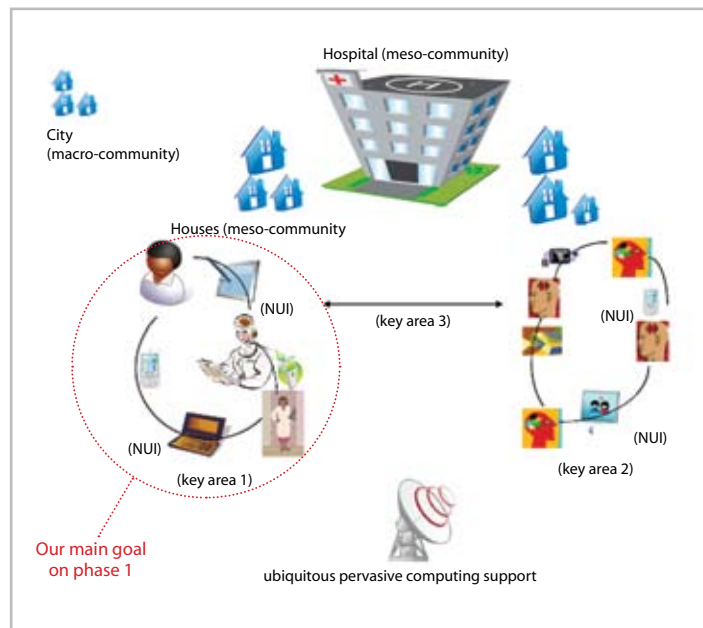 Hospital (meso-community)
H
City
(macro-community)
Houses (meso-community
(NUI)
(key area 3)
(NUI)
(NUI)
(key area 1)
(NUI)
(key area 2)
Our main goal
on phase 1
ubiquitous pervasive computing support